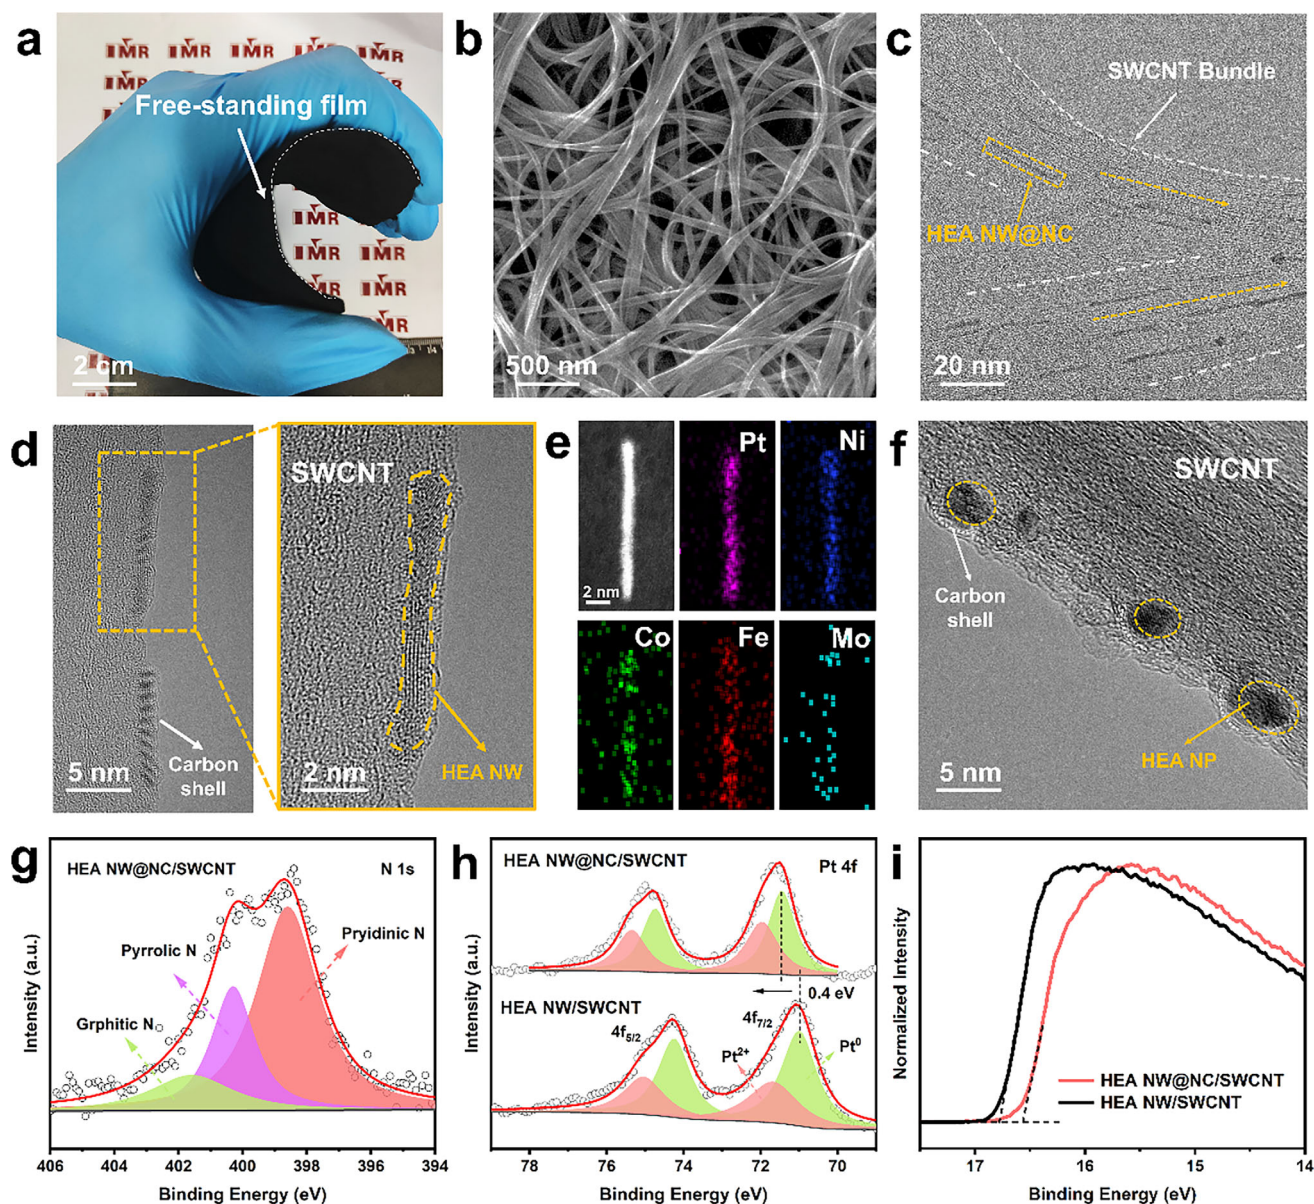 a
IMR IMR IMR IMR IMR
IMR
IMR
Free-standing film
IMR
IMR IMR
IMR IMR
IMR IMR
IMR
2 cm
b
500 nm
c
SWCNT Bundle
HEA NW@NC
20 nm
d
5 nm
Carbon
shell
SWCNT
2 nm
HEA NW
e
2 nm
Pt
Ni
Co
Fe
Mo
f
SWCNT
Carbon
shell
HEA NP
5 nm
g
HEA NW@NC/SWCNT
N 1s
Pyrrolic N
Pryidinic N
Grphitic N
Intensity (a.u.)
406 404 402 400 398 396 394
Binding Energy (eV)
h
HEA NW@NC/SWCNT
Pt 4f
0.4 eV
HEA NW/SWCNT
4f5/2
4f7/2
Pt2+
Pt0
Intensity (a.u.)
78 76 74 72 70
Binding Energy (eV)
i
Normalized Intensity
HEA NW@NC/SWCNT
HEA NW/SWCNT
17 16 15 14
Binding Energy (eV)